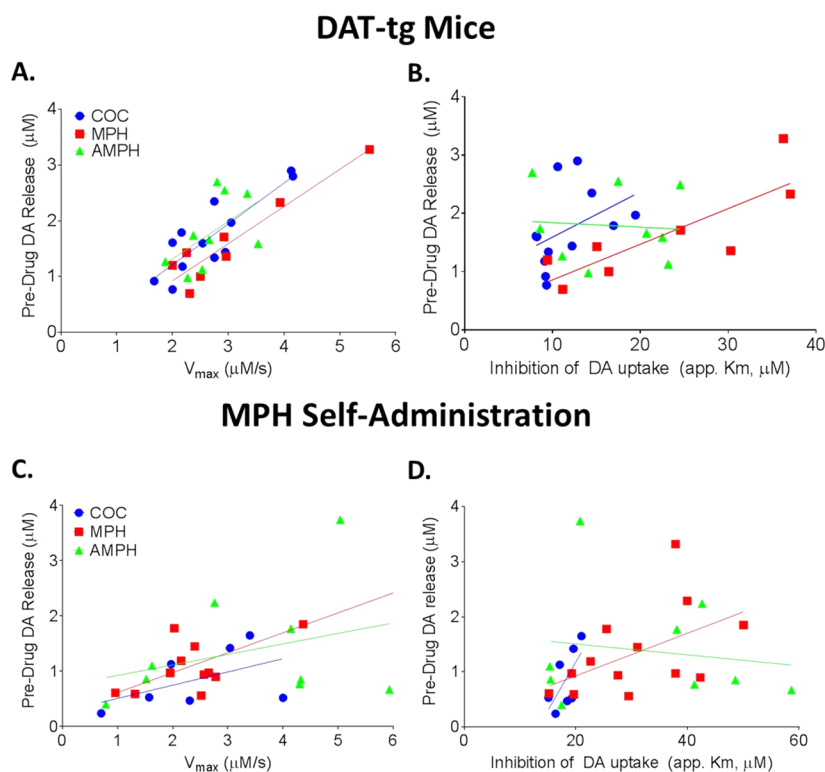 DAT-tg Mice
A.
Pre-Drug DA Release (μM)
4
3
2
1
0
COC
MPH
AMPH
0 1 2 3 4 5 6
Vmax (μM/s)
B.
Pre-Drug DA Release (μM)
4
3
2
1
0
10 20 30 40
Inhibition of DA uptake (app. Km, μM)
MPH Self-Administration
C.
Pre-Drug DA Release (μM)
4
3
2
1
0
COC
MPH
AMPH
0 1 2 3 4 5 6
Vmax (μM/s)
D.
Pre-Drug DA release (μM)
4
3
2
1
0
20 40 60
Inhibition of DA uptake (app. Km, μM)